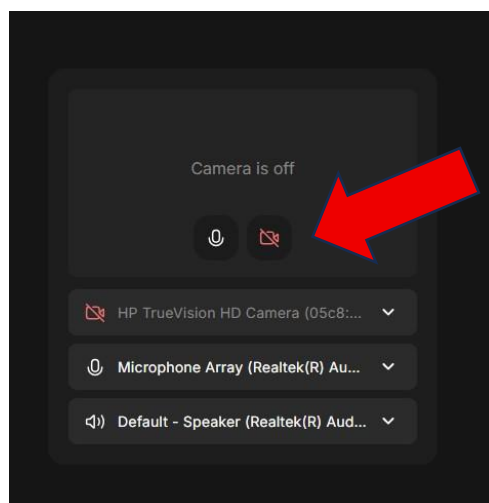 Camera is off
HP TrueVision HD Camera (05c8:...
Microphone Array (Realtek(R) Au...
Default - Speaker (Realtek(R) Aud...